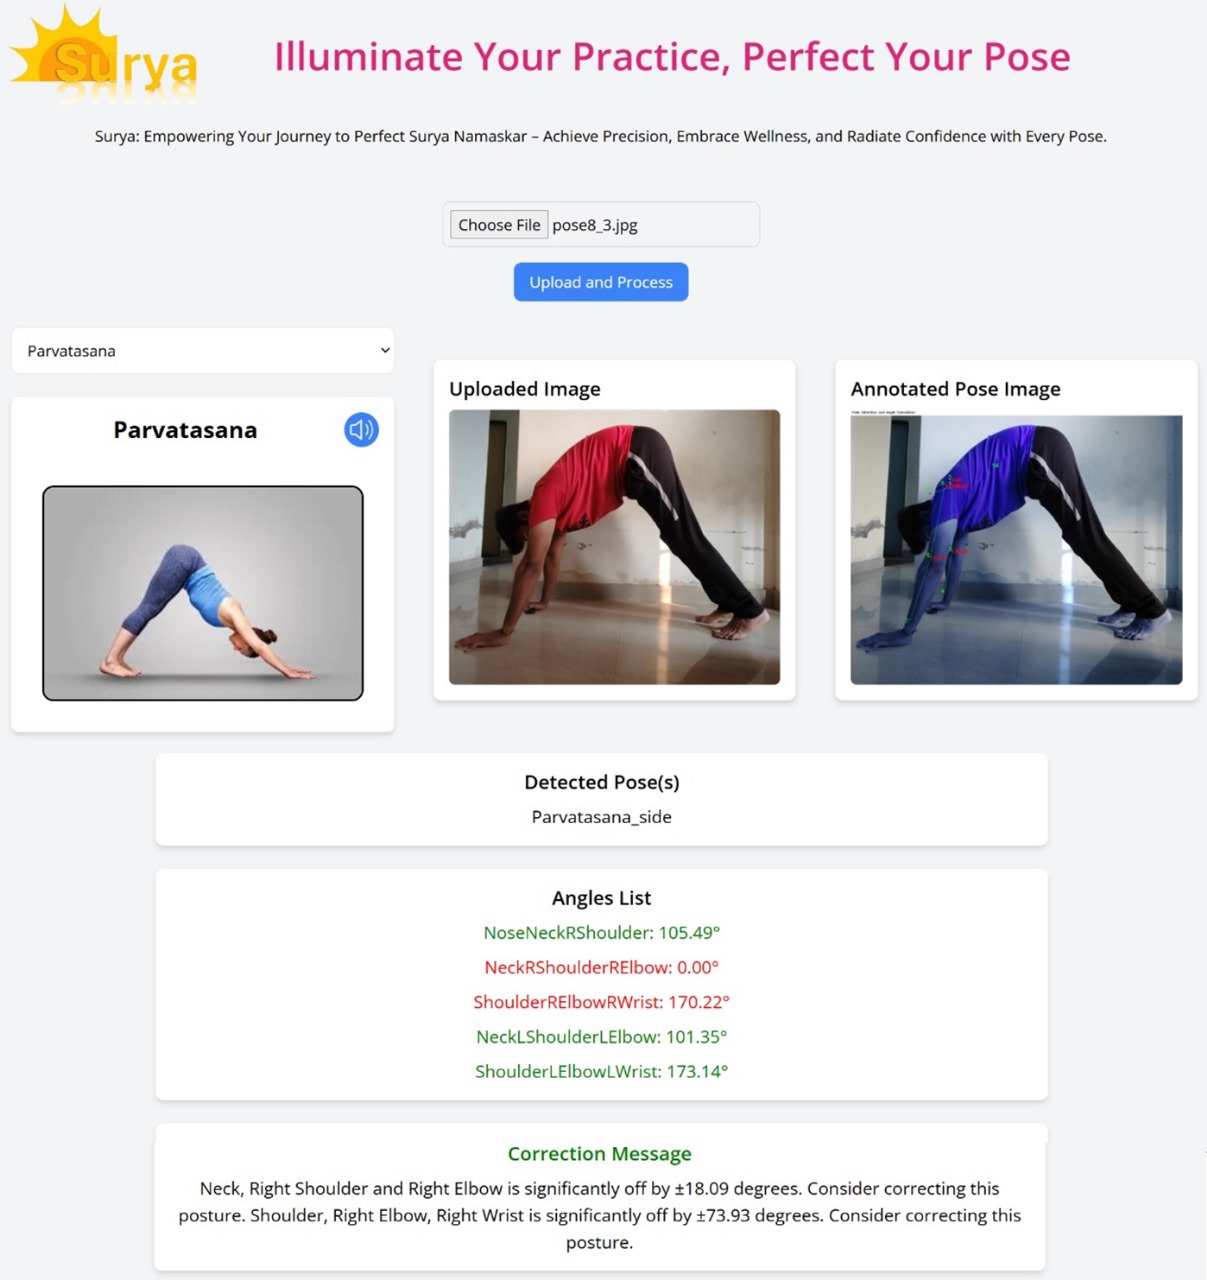 Surya
Illuminate Your Practice, Perfect Your Pose
Surya: Empowering Your Journey to Perfect Surya Namaskar – Achieve Precision, Embrace Wellness, and Radiate Confidence with Every Pose.
Choose File pose8_3.jpg
Upload and Process
Parvatasana
Parvatasana
Uploaded Image
Annotated Pose Image
Detected Pose(s)
Parvatasana_side
Angles List
NoseNeckRShoulder: 105.49°
NeckRShoulderRElbow: 0.00°
ShoulderRElbowRWrist: 170.22°
NeckLShoulderLElbow: 101.35°
ShoulderLElbowLWrist: 173.14°
Correction Message
Neck, Right Shoulder and Right Elbow is significantly off by ±18.09 degrees. Consider correcting this
posture. Shoulder, Right Elbow, Right Wrist is significantly off by ±73.93 degrees. Consider correcting this
posture.